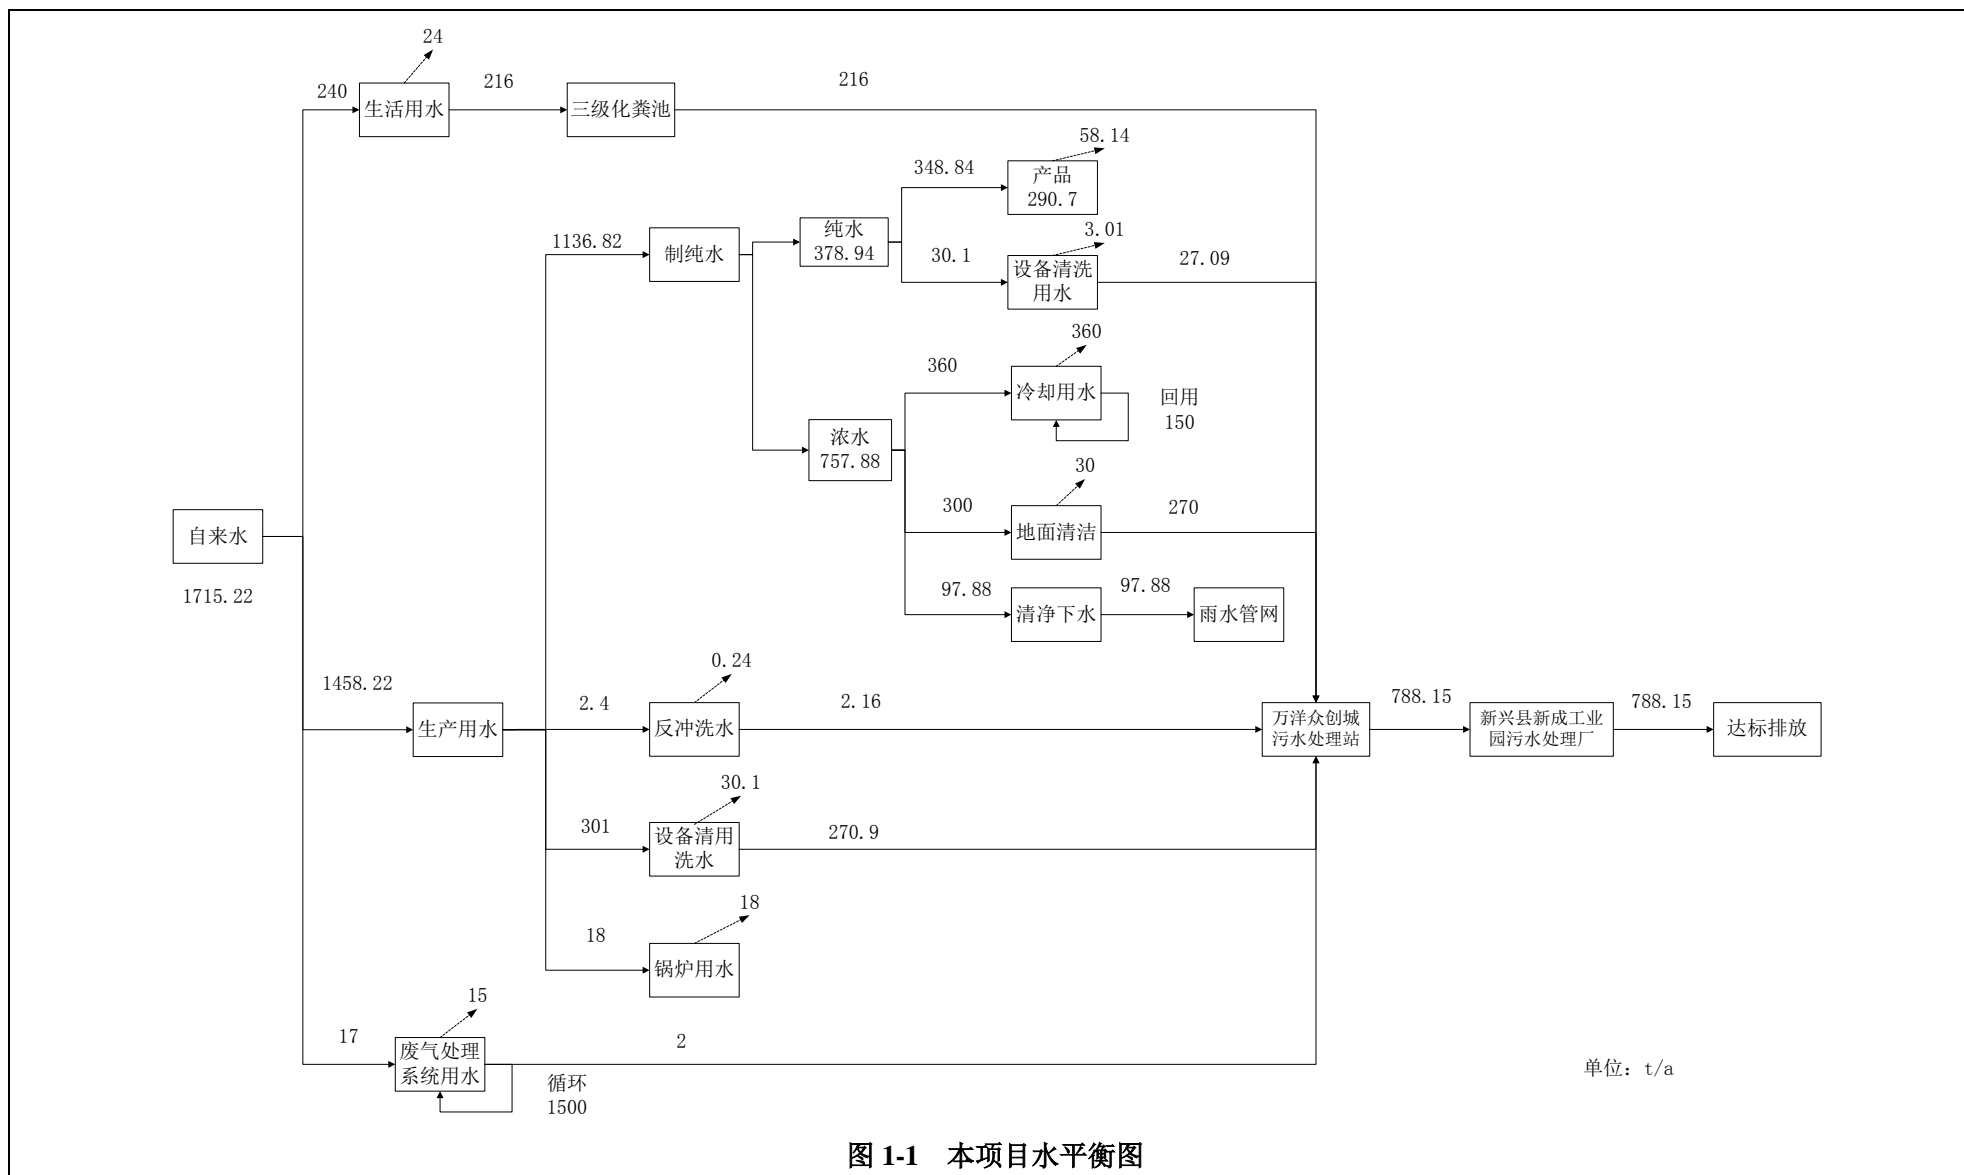 24
240
生活用水
216
三级化粪池
216
58.14
348.84
产品
290.7
1136.82
制纯水
纯水
378.94
3.01
30.1
设备清洗
用水
27.09
360
360
冷却用水
回用
150
浓水
757.88
30
300
地面清洁
270
自来水
1715.22
97.88
清净下水
97.88
雨水管网
0.24
1458.22
生产用水
2.4
反冲洗水
2.16
万洋众创城
污水处理站
788.15
新兴县新成工业
园污水处理厂
788.15
达标排放
30.1
301
设备清用
洗水
270.9
18
18
锅炉用水
15
17
废气处理
系统用水
2
循环
1500
单位：t/a
图 1-1 本项目水平衡图